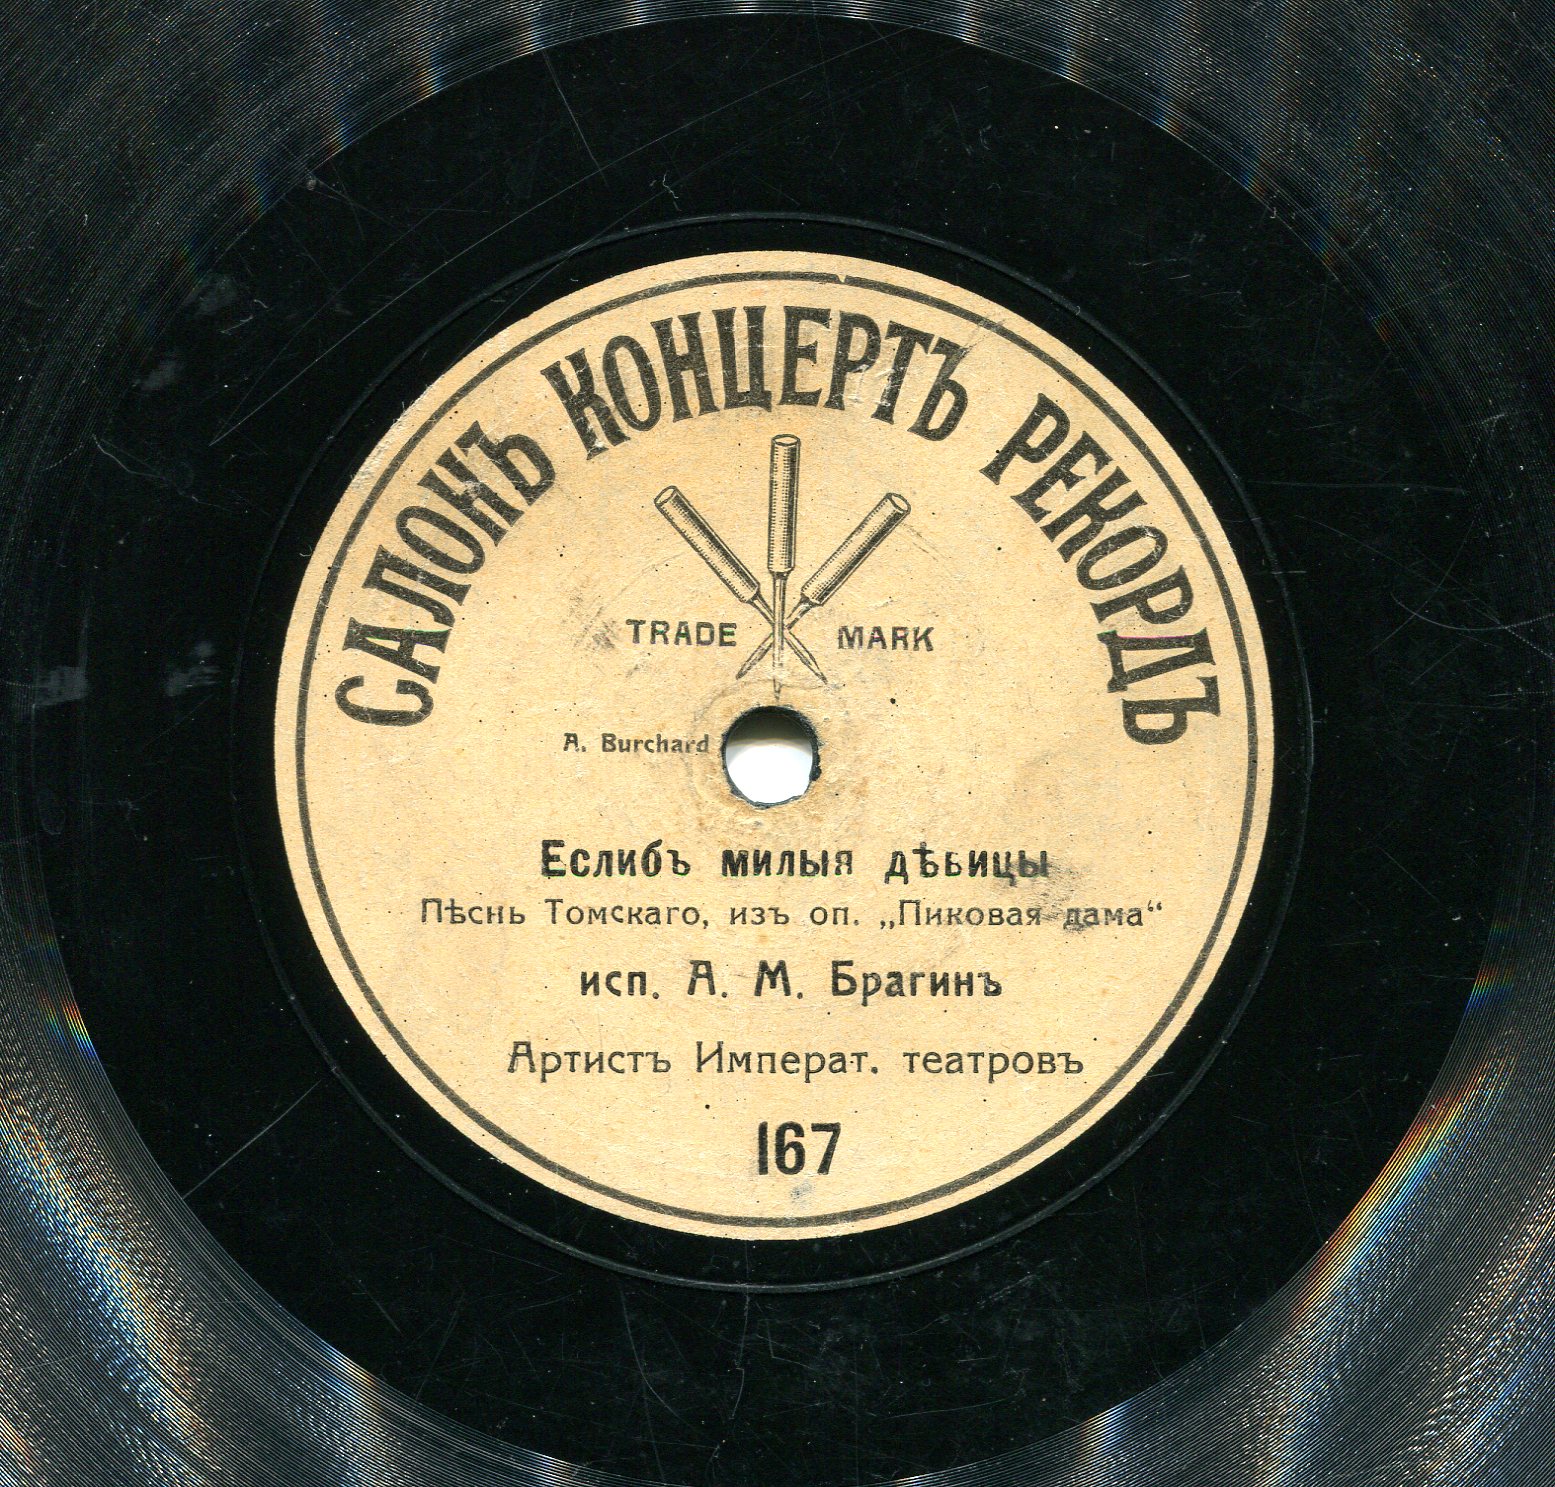 САЛОНЪ КОНЦЕРТЪ РЕКОРДЪ
TRADE MARK
A. Burchard
Еслибъ милыя дѣвицы
Пѣснь Томскаго, изъ оп. „Пиковая дама“
исп. А. М. Брагинъ
Артистъ Императ. театровъ
167